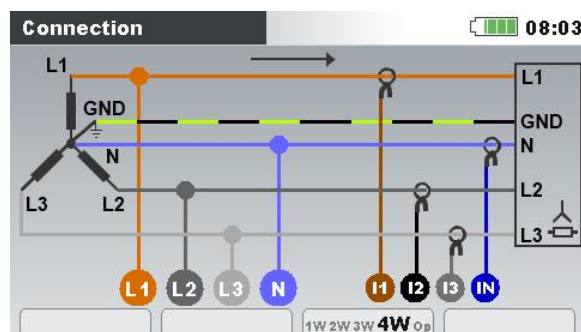 Connection 08:03
L1 L1
GND GND
N N
L3 L2 L2
L3
L1 L2 L3 N I1 I2 I3 IN
1W 2W 3W 4W Op